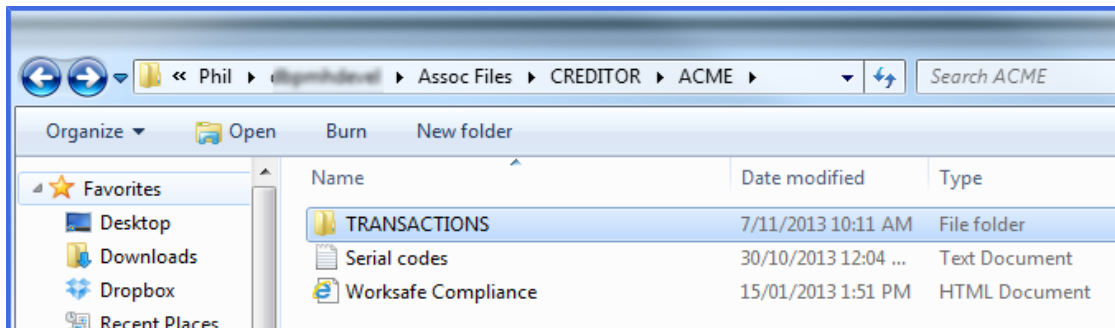 « Phil ▸ ▸ Assoc Files ▸ CREDITOR ▸ ACME ▸ Search ACME
Organize Open Burn New folder
Favorites
Desktop
Downloads
Dropbox
Recent Places
Name Date modified Type
TRANSACTIONS 7/11/2013 10:11 AM File folder
Serial codes 30/10/2013 12:04 ... Text Document
Worksafe Compliance 15/01/2013 1:51 PM HTML Document